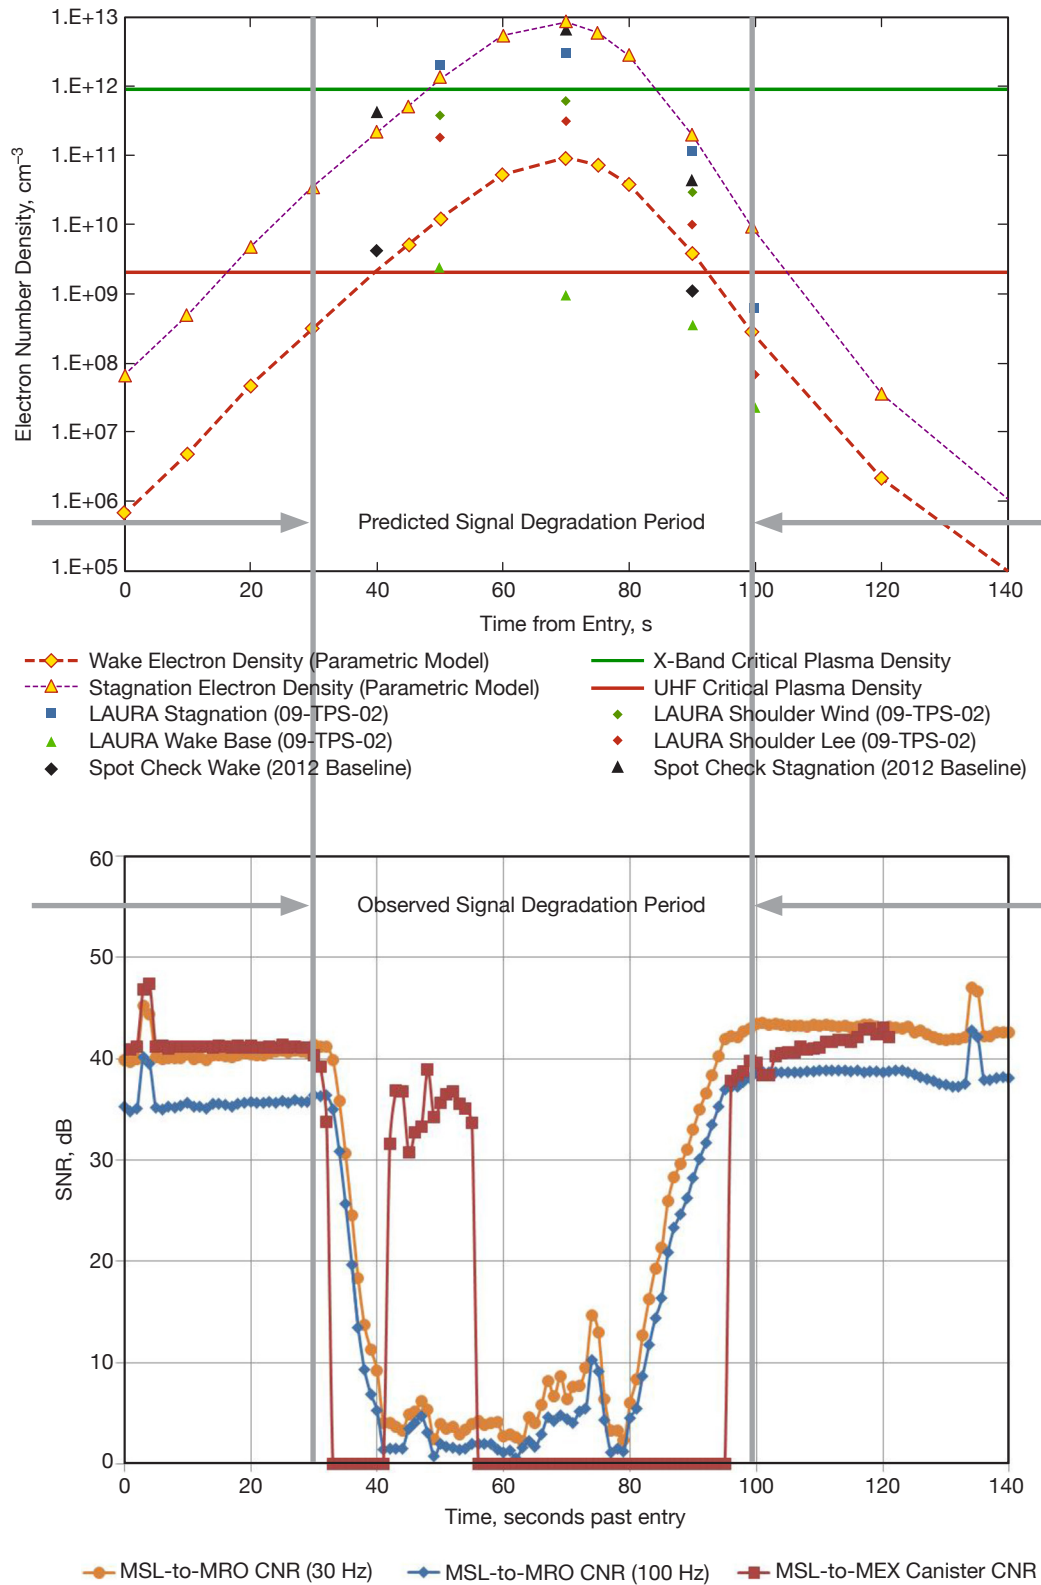 1.E+13
1.E+12
1.E+11
1.E+10
1.E+09
1.E+08
1.E+07
1.E+06
1.E+05
Electron Number Density, cm⁻³
Predicted Signal Degradation Period
0 20 40 60 80 100 120 140
Time from Entry, s
Wake Electron Density (Parametric Model)
Stagnation Electron Density (Parametric Model)
LAURA Stagnation (09-TPS-02)
LAURA Wake Base (09-TPS-02)
Spot Check Wake (2012 Baseline)
X-Band Critical Plasma Density
UHF Critical Plasma Density
LAURA Shoulder Wind (09-TPS-02)
LAURA Shoulder Lee (09-TPS-02)
Spot Check Stagnation (2012 Baseline)
60
50
40
30
20
10
0
SNR, dB
Observed Signal Degradation Period
0 20 40 60 80 100 120 140
Time, seconds past entry
MSL-to-MRO CNR (30 Hz) MSL-to-MRO CNR (100 Hz) MSL-to-MEX Canister CNR